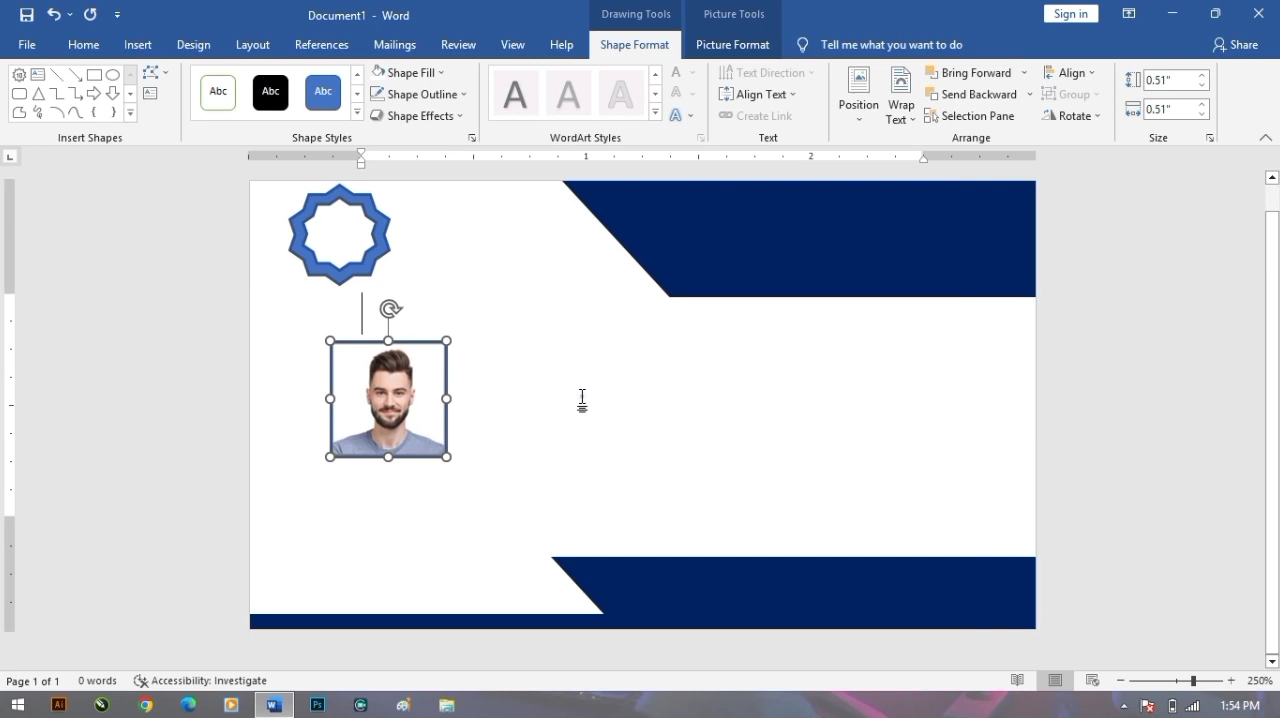 Document1 - Word
Drawing Tools
Picture Tools
Sign in
File
Home
Insert
Design
Layout
References
Mailings
Review
View
Help
Shape Format
Picture Format
Tell me what you want to do
Share
Abc
Abc
Abc
Shape Fill
Shape Outline
Shape Effects
A
A
A
A
A
A
Text Direction
Align Text
Create Link
Position
Wrap
Text
Bring Forward
Send Backward
Selection Pane
Align
Group
Rotate
0.51"
0.51"
Insert Shapes
Shape Styles
WordArt Styles
Text
Arrange
Size
1
2
Page 1 of 1
0 words
Accessibility: Investigate
250%
Ai
W
Ps
C
1:54 PM